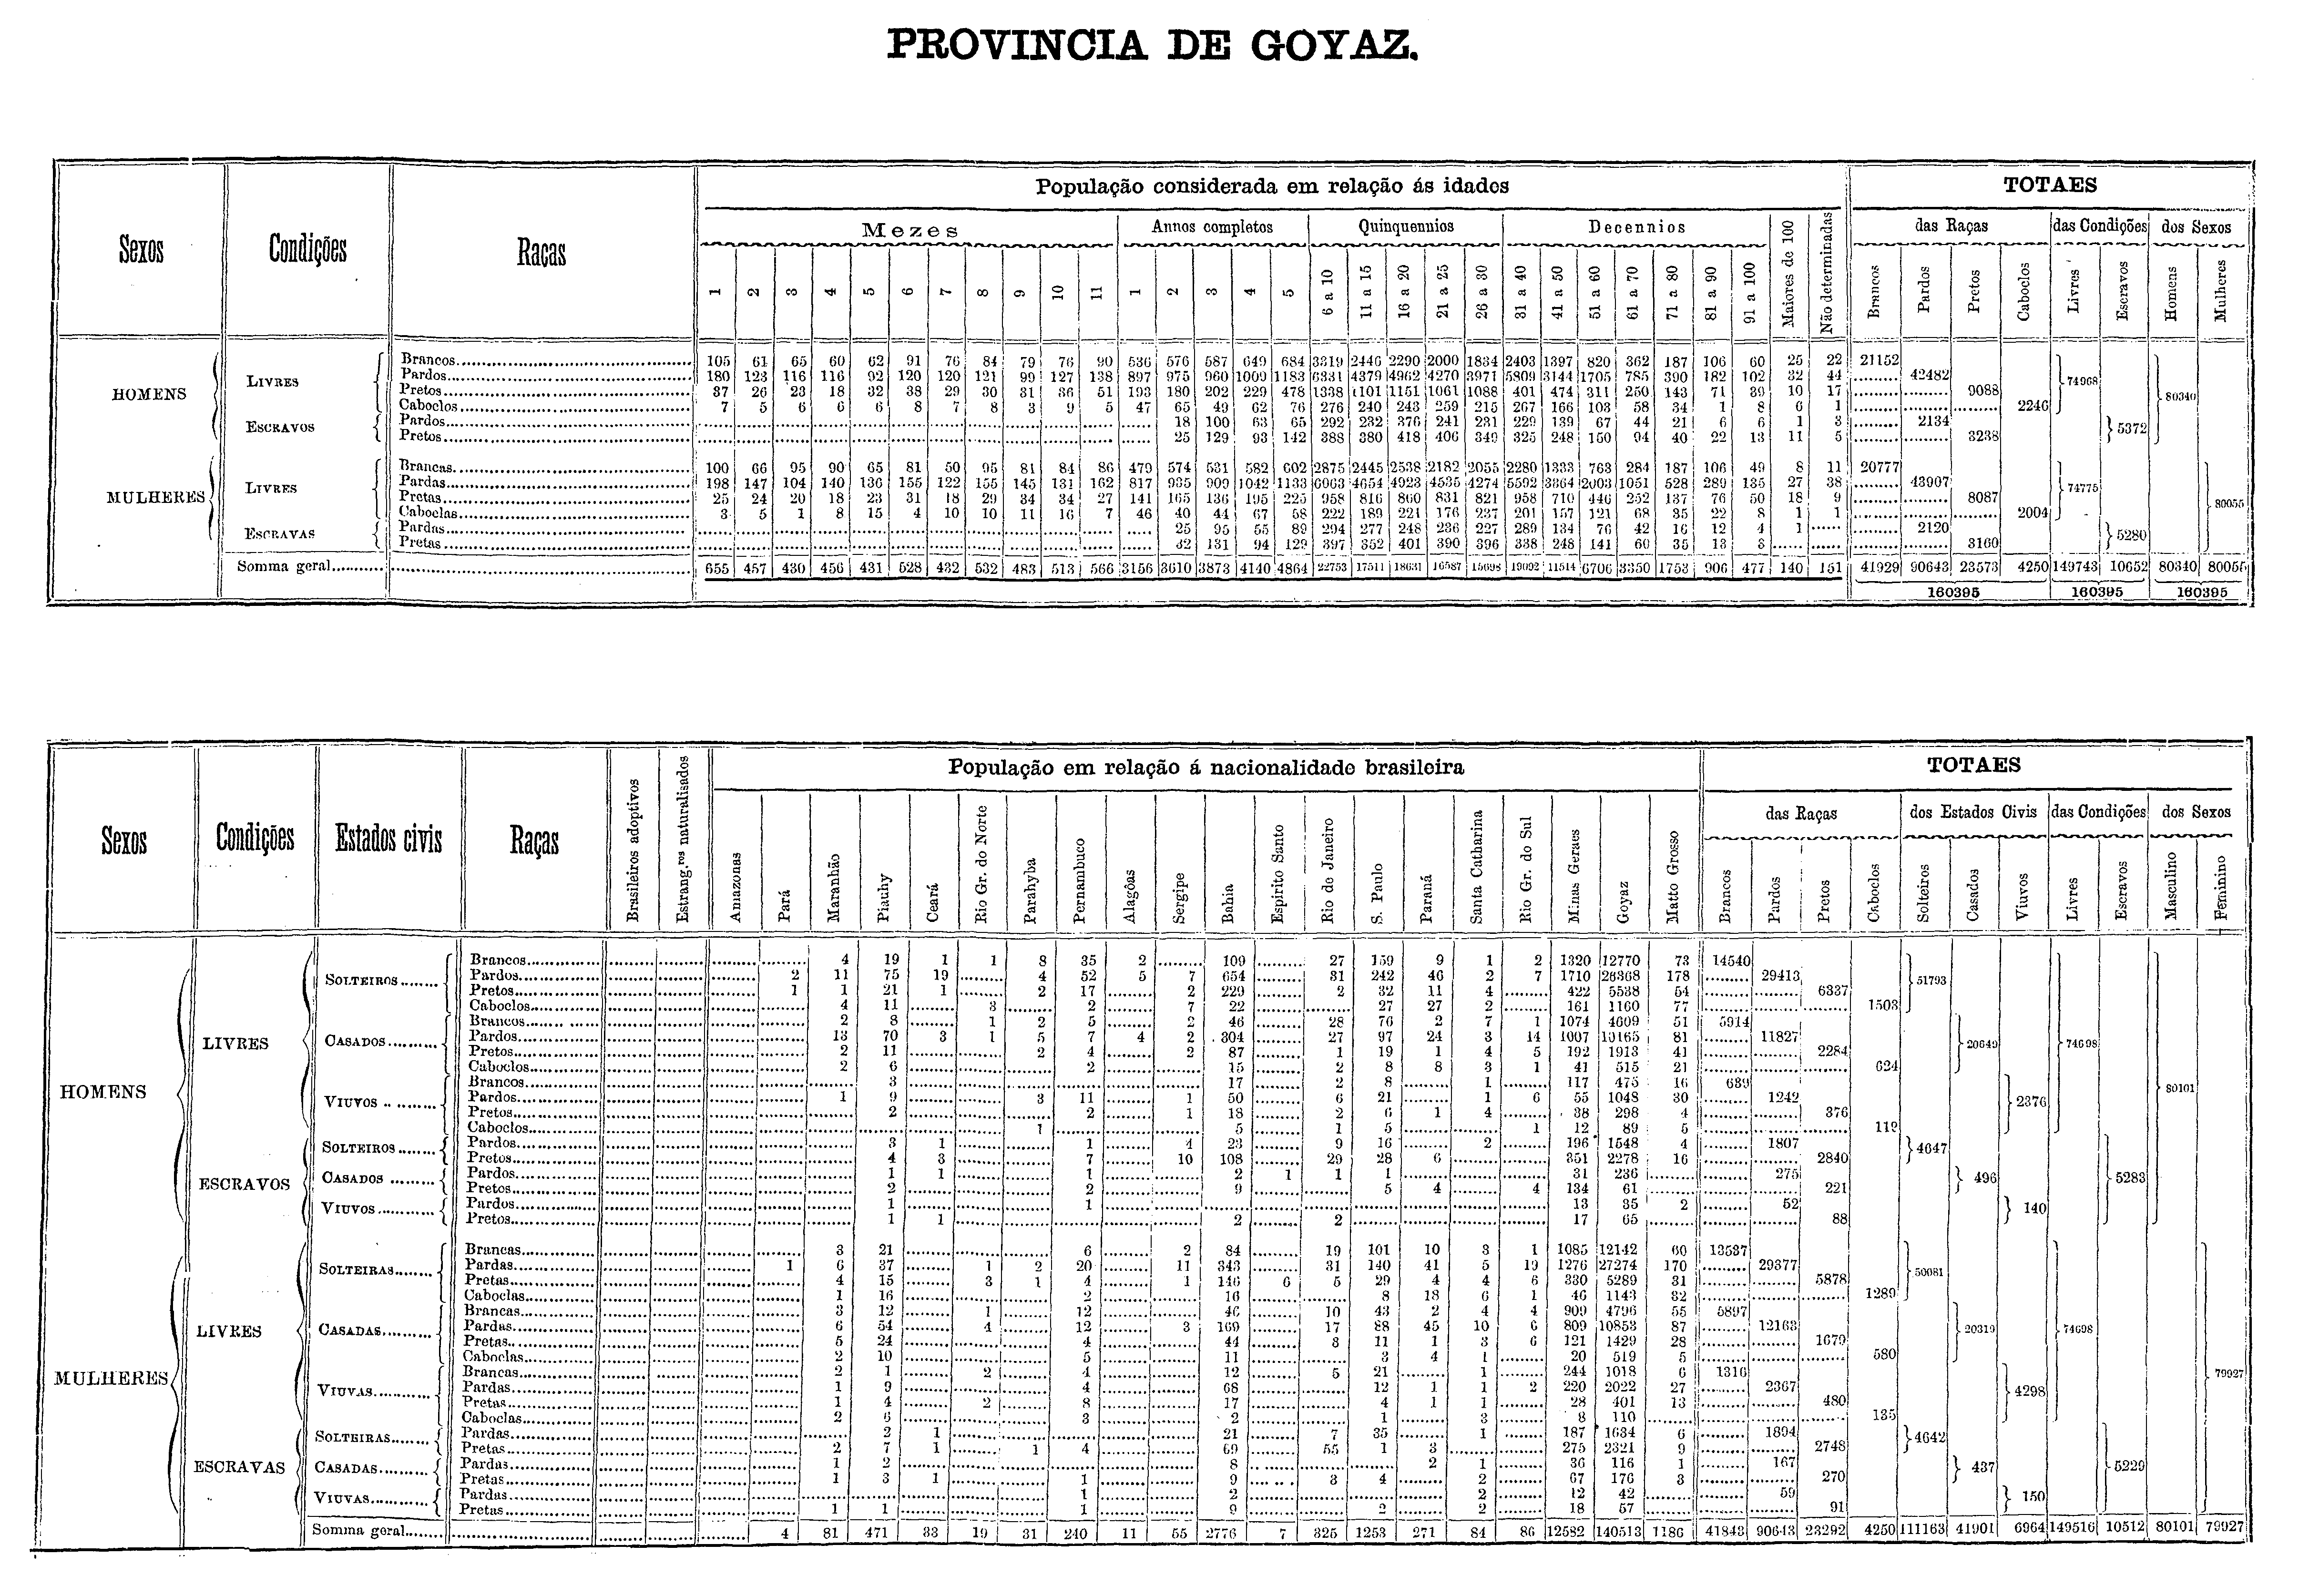 PROVINCIA DE GOYAZ.
Sexos Condições Raças População considerada em relação ás idades TOTAES
Mezes Annos completos Quinquennios Decennios Maiores de 100 Não determinadas das Raças das Condições dos Sexos
1 2 3 4 5 6 7 8 9 10 11 1 2 3 4 5 6 a 10 11 a 15 16 a 20 21 a 25 26 a 30 31 a 40 41 a 50 51 a 60 61 a 70 71 a 80 81 a 90 91 a 100 Brancos Pardos Pretos Caboclos Livres Escravos Homens Mulheres
HOMENS LIVRES Brancos 105 61 65 60 62 91 76 84 79 76 90 536 576 587 649 684 3319 2446 2290 2000 1834 2403 1397 820 362 187 106 60 25 22 21152
Pardos 180 123 116 116 92 120 120 121 99 127 138 897 975 960 1009 1183 6331 4379 4962 4270 3971 5809 3144 1705 785 390 182 102 32 44 42482 74968
Pretos 37 26 23 18 32 38 29 30 31 36 51 193 180 202 229 478 1338 1101 1151 1061 1088 401 474 311 250 143 71 39 10 17 9088 80340
Caboclos 7 5 6 6 6 8 7 8 3 9 5 47 65 49 62 76 276 240 243 259 215 267 166 103 58 34 1 8 6 1 2246
ESCRAVOS Pardos 18 100 63 65 292 232 376 241 231 229 139 67 44 21 6 6 1 3 2134 5372
Pretos 25 129 93 142 388 380 418 406 349 325 248 150 94 40 22 13 11 5 3238
MULHERES LIVRES Brancas 100 66 95 90 65 81 50 95 81 84 86 479 574 531 582 602 2875 2445 2538 2182 2055 2280 1333 763 284 187 106 49 8 11 20777
Pardas 198 147 104 140 136 155 122 155 145 131 162 817 935 909 1042 1133 6063 4654 4923 4535 4274 5592 3364 2003 1051 528 289 135 27 38 43907 74775
Pretas 25 24 20 18 23 31 18 29 34 34 27 141 165 136 195 225 958 816 860 831 821 958 710 446 252 137 76 50 18 9 8087
Caboclas 3 5 1 8 15 4 10 10 11 16 7 46 40 44 67 58 222 189 221 176 237 201 157 121 68 35 22 8 1 1 2004 80055
ESCRAVAS Pardas 25 95 55 89 294 277 248 236 227 289 134 76 42 16 12 4 1 2120 5280
Pretas 32 131 94 129 397 352 401 390 396 338 248 141 60 35 13 3 3160
Somma geral 655 457 430 456 431 528 432 532 483 513 566 3156 3610 3873 4140 4864 22753 17511 18631 16587 15698 19092 11514 6706 3350 1753 906 477 140 151 41929 90643 23573 4250 149743 10652 80340 80055
160395 160395 160395
Sexos Condições Estados civis Raças Brasileiros adoptivos Estrang.ros naturalisados População em relação á nacionalidade brasileira TOTAES
das Raças dos Estados Civis das Condições dos Sexos
Amazonas Pará Maranhão Piauhy Ceará Rio Gr. do Norte Parahyba Pernambuco Alagôas Sergipe Bahia Espirito Santo Rio do Janeiro S. Paulo Paraná Santa Catharina Rio Gr. do Sul Minas Geraes Goyaz Matto Grosso Brancos Pardos Pretos Caboclos Solteiros Casados Viuvos Livres Escravos Masculino Feminino
HOMENS LIVRES SOLTEIROS Brancos 4 19 1 1 8 35 2 109 27 159 9 1 2 1320 12770 73 14540
Pardos 2 11 75 19 4 52 5 7 654 31 242 46 2 7 1710 26368 178 29413 51793
Pretos 1 1 21 1 2 17 2 229 2 32 11 4 422 5538 54 6337
Caboclos 4 11 3 2 7 22 27 27 2 161 1160 77 1503
CASADOS Brancos 2 8 1 2 5 2 46 28 76 2 7 1 1074 4609 51 5914
Pardos 13 70 3 1 5 7 4 2 304 27 97 24 3 14 1007 10165 81 11827 20649 74698
Pretos 2 11 2 4 2 87 1 19 1 4 5 192 1913 41 2284
Caboclos 2 6 2 15 2 8 8 3 1 41 515 21 624
VIUVOS Brancos 3 17 2 8 1 117 475 16 639 80101
Pardos 1 9 3 11 1 50 6 21 1 6 55 1048 30 1242 2376
Pretos 2 2 1 18 2 6 1 4 38 298 4 376
Caboclos 1 5 1 5 1 12 89 5 119
ESCRAVOS SOLTEIROS Pardos 3 1 1 4 23 9 16 2 196 1548 4 1807 4647
Pretos 4 3 7 10 108 29 28 6 351 2278 16 2840
CASADOS Pardos 1 1 1 2 1 1 1 31 236 275 496 5283
Pretos 2 2 9 5 4 4 134 61 221
VIUVOS Pardos 1 1 13 35 2 52 140
Pretos 1 1 2 2 17 65 88
MULHERES LIVRES SOLTEIRAS Brancas 3 21 6 2 84 19 101 10 3 1 1085 12142 60 13537
Pardas 1 6 37 1 2 20 11 343 31 140 41 5 19 1276 27274 170 29377 50081
Pretas 4 15 3 1 4 1 146 6 5 29 4 4 6 330 5289 31 5878
Caboclas 1 16 2 16 8 18 6 1 46 1143 32 1289
CASADAS Brancas 3 12 1 12 46 10 43 2 4 4 909 4796 55 5897
Pardas 6 54 4 12 3 169 17 88 45 10 6 809 10853 87 12163 20319 74698
Pretas 5 24 4 44 3 11 1 3 6 121 1429 28 1679
Caboclas 2 10 5 11 3 4 1 20 519 5 580
VIUVAS Brancas 2 1 2 4 12 5 21 1 244 1018 6 1316 79927
Pardas 1 9 4 68 12 1 1 2 220 2022 27 2367 4298
Pretas 1 4 2 8 17 4 1 1 28 401 13 480
Caboclas 2 6 3 2 1 3 8 110 135
ESCRAVAS SOLTEIRAS Pardas 2 1 21 7 35 1 187 1634 6 1894 4642
Pretas 2 7 1 1 4 69 55 1 3 275 2321 9 2748
CASADAS Pardas 1 2 8 2 1 36 116 1 167 437 5229
Pretas 1 3 1 1 9 3 4 2 67 176 3 270
VIUVAS Pardas 1 2 2 12 42 59 150
Pretas 1 1 1 9 2 2 18 57 91
Somma geral 4 81 471 33 19 31 240 11 55 2776 7 325 1253 271 84 86 12582 140513 1186 41843 90643 23292 4250 111163 41901 6964 149516 10512 80101 79927